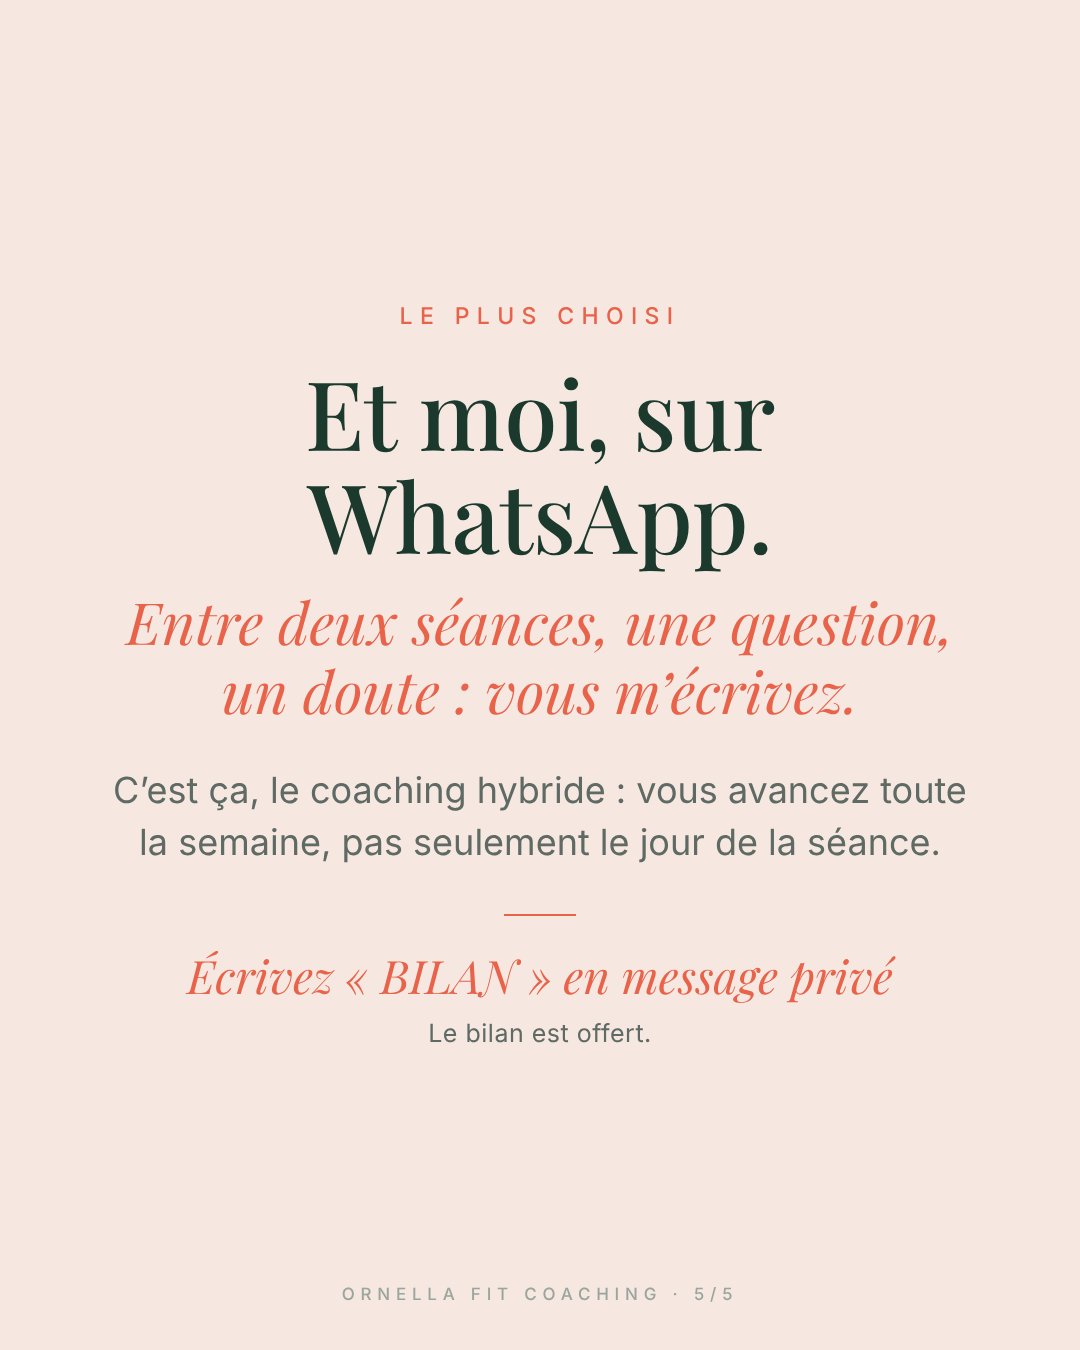 LE PLUS CHOISI
Et moi, sur
WhatsApp.
Entre deux séances, une question,
un doute : vous m’écrivez.
C’est ça, le coaching hybride : vous avancez toute
la semaine, pas seulement le jour de la séance.
Écrivez « BILAN » en message privé
Le bilan est offert.
ORNELLA FIT COACHING · 5/5